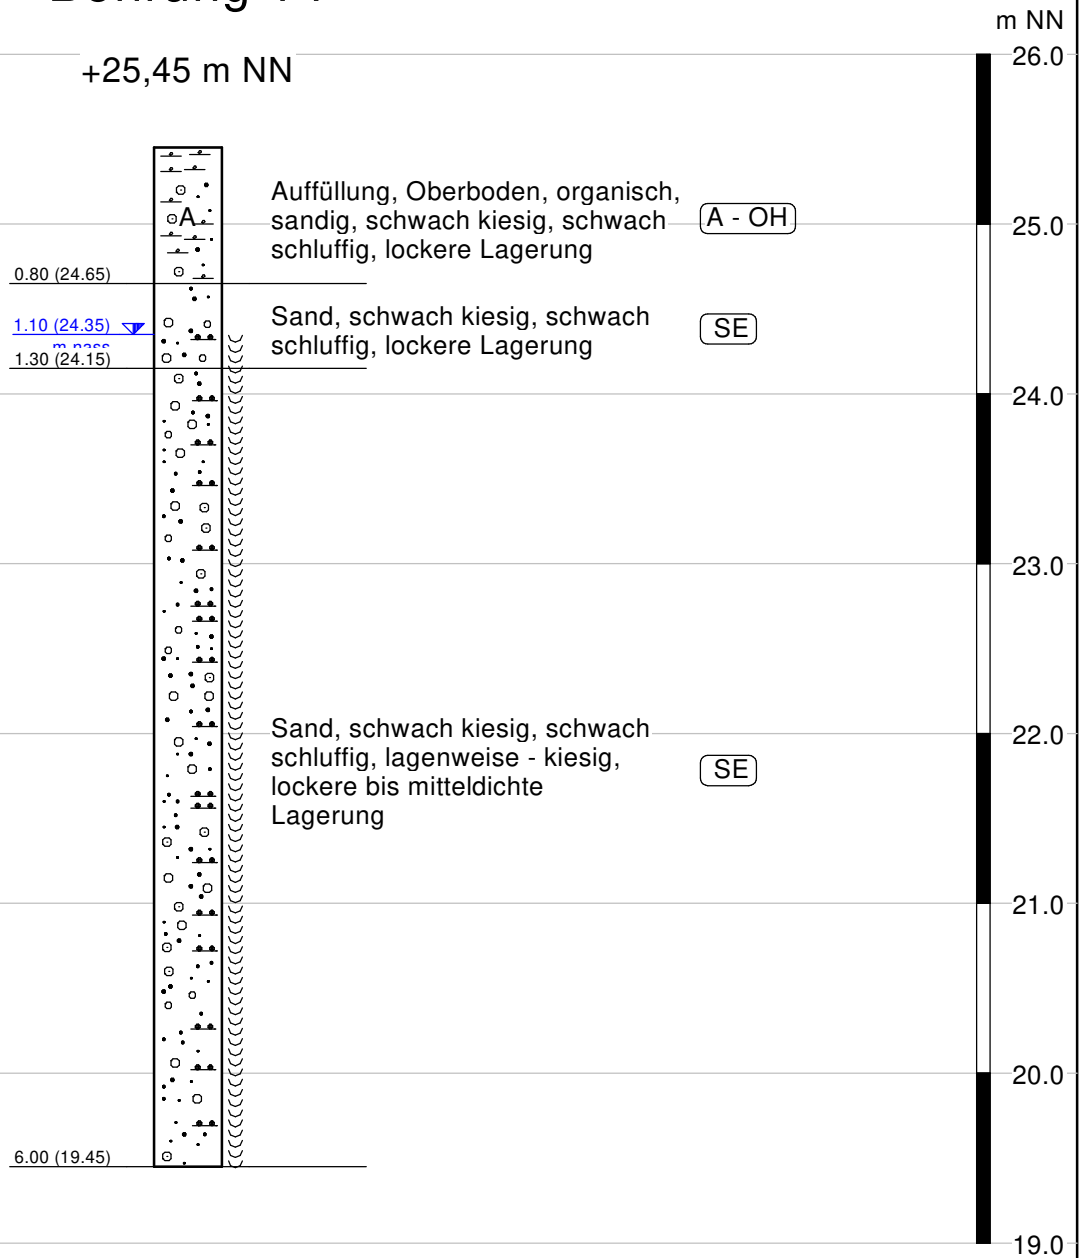 m NN
+25,45 m NN
26.0
Auffüllung, Oberboden, organisch,
sandig, schwach kiesig, schwach
schluffig, lockere Lagerung
A - OH
A
25.0
0.80 (24.65)
Sand, schwach kiesig, schwach
schluffig, lockere Lagerung
SE
1.10 (24.35)
1.30 (24.15)
24.0
23.0
Sand, schwach kiesig, schwach
schluffig, lagenweise - kiesig,
lockere bis mitteldichte
Lagerung
SE
22.0
21.0
20.0
6.00 (19.45)
19.0